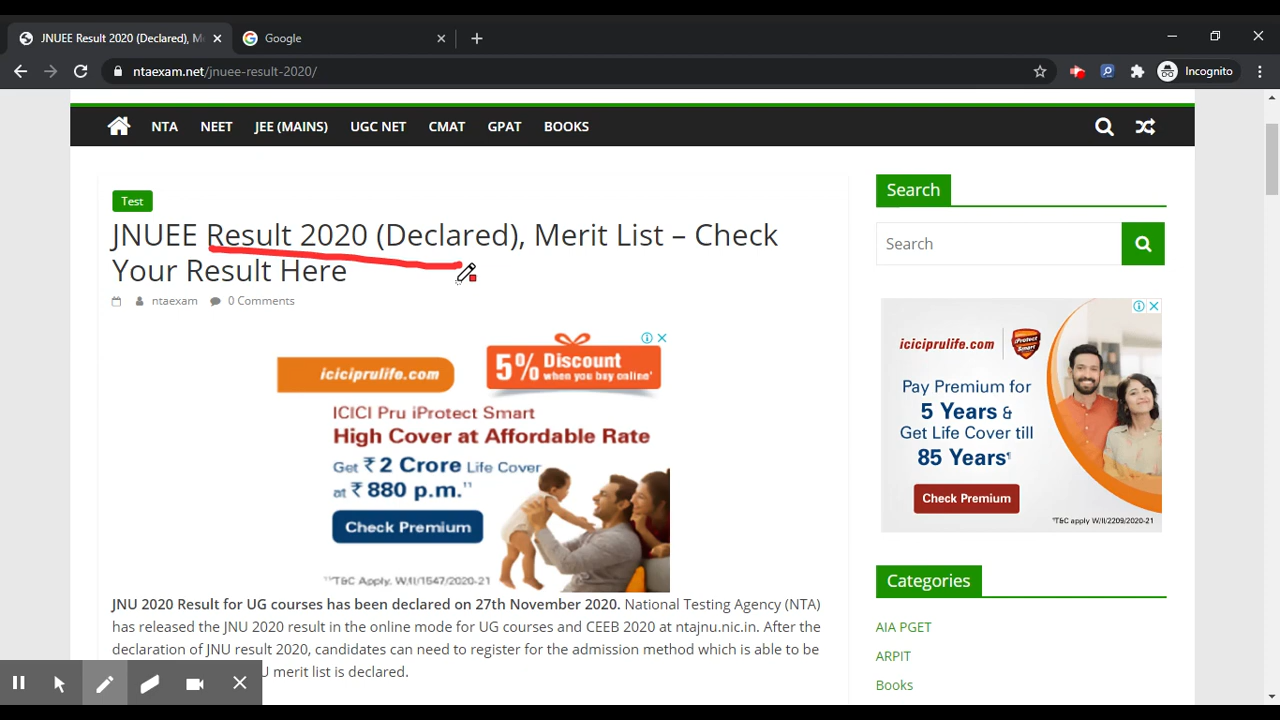 JNUEE Result 2020 (Declared), M
Google
ntaexam.net/jnuee-result-2020/
Incognito
NTA NEET JEE (MAINS) UGC NET CMAT GPAT BOOKS
Test
JNUEE Result 2020 (Declared), Merit List – Check
Your Result Here
ntaexam 0 Comments
iciciprulife.com
5% Discount
when you buy online*
ICICI Pru iProtect Smart
High Cover at Affordable Rate
Get ₹ 2 Crore Life Cover
at ₹ 880 p.m.¹¹
Check Premium
T&C Apply. W/II/1547/2020-21
JNU 2020 Result for UG courses has been declared on 27th November 2020. National Testing Agency (NTA)
has released the JNU 2020 result in the online mode for UG courses and CEEB 2020 at ntajnu.nic.in. After the
declaration of JNU result 2020, candidates can need to register for the admission method which is able to be
U merit list is declared.
Search
Search
iciciprulife.com
iProtect
Smart
Pay Premium for
5 Years &
Get Life Cover till
85 Years
Check Premium
T&C apply W/II/2209/2020-21
Categories
AIA PGET
ARPIT
Books